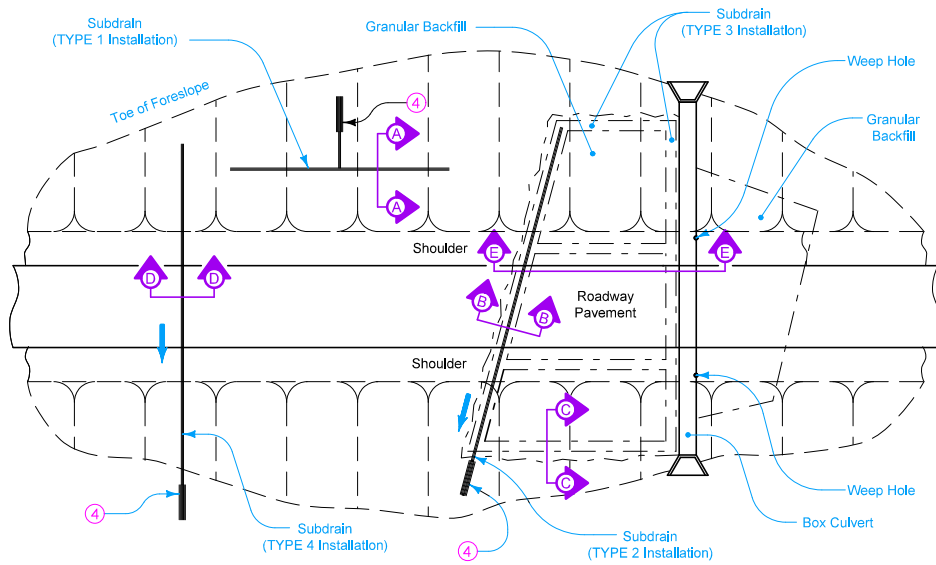 Subdrain
(TYPE 1 Installation)
Granular Backfill
Subdrain
(TYPE 3 Installation)
Weep Hole
Toe of Foreslope
4
A
Granular
Backfill
A
Shoulder
E
E
D
D
B
B
Roadway
Pavement
Shoulder
C
C
4
Subdrain
(TYPE 4 Installation)
4
Subdrain
(TYPE 2 Installation)
Weep Hole
Box Culvert